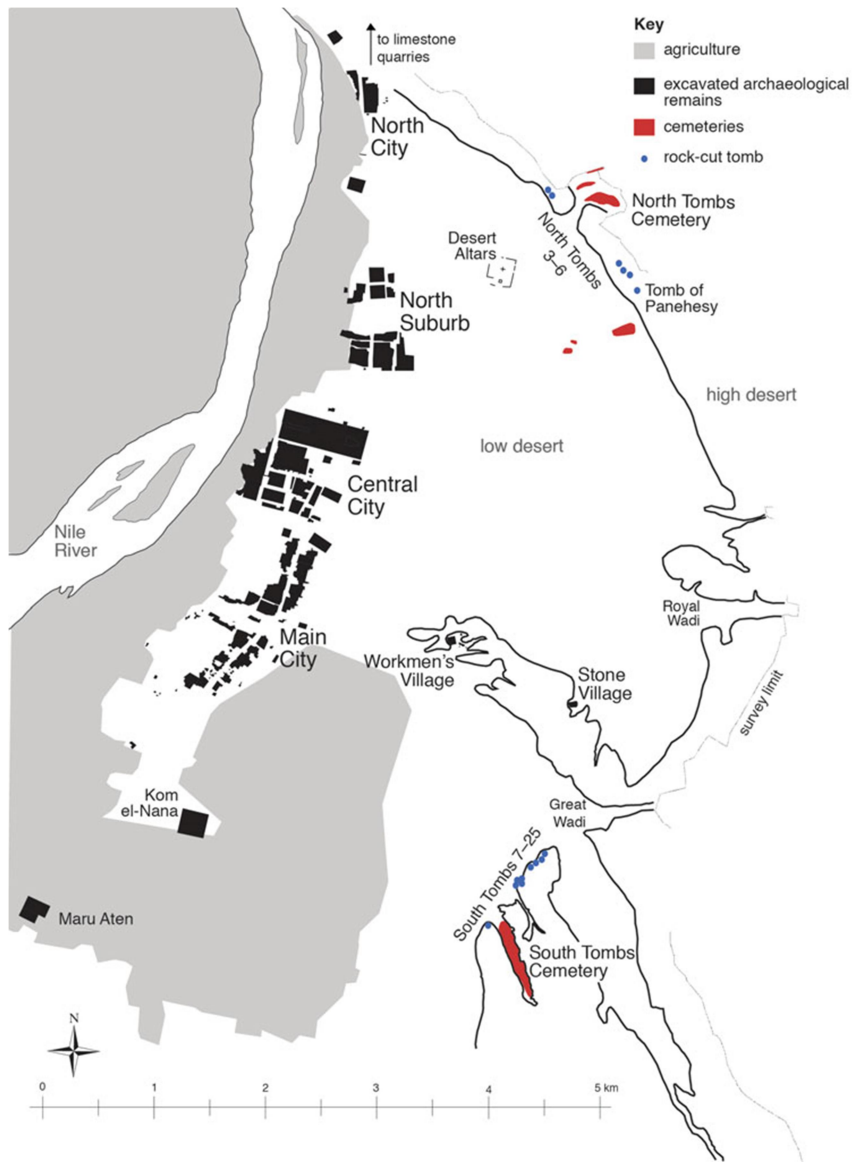 Key
agriculture
excavated archaeological
remains
cemeteries
rock-cut tomb
to limestone
quarries
North
City
North Tombs
Cemetery
North Tombs
3–6
Desert
Altars
Tomb of
Panehesy
North
Suburb
high desert
low desert
Central
City
Nile
River
Royal
Wadi
Main
City
Workmen's
Village
Stone
Village
survey limit
Kom
el-Nana
Great
Wadi
South Tombs 7–25
Maru Aten
South Tombs
Cemetery
N
0 1 2 3 4 5 km